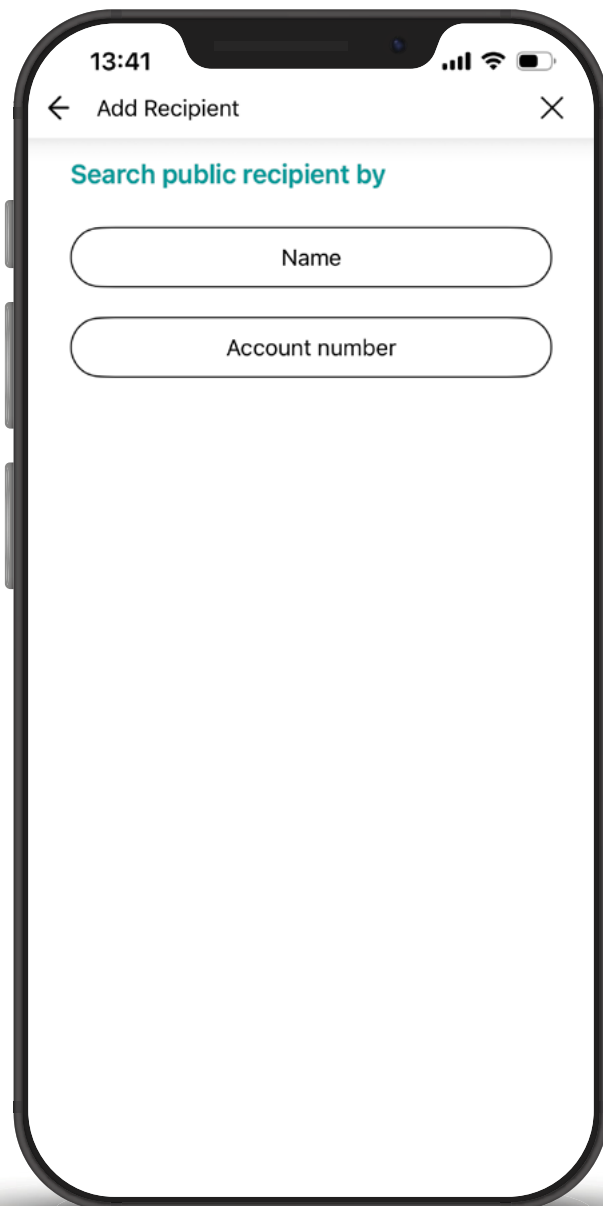 13:41
Add Recipient
Search public recipient by
Name
Account number